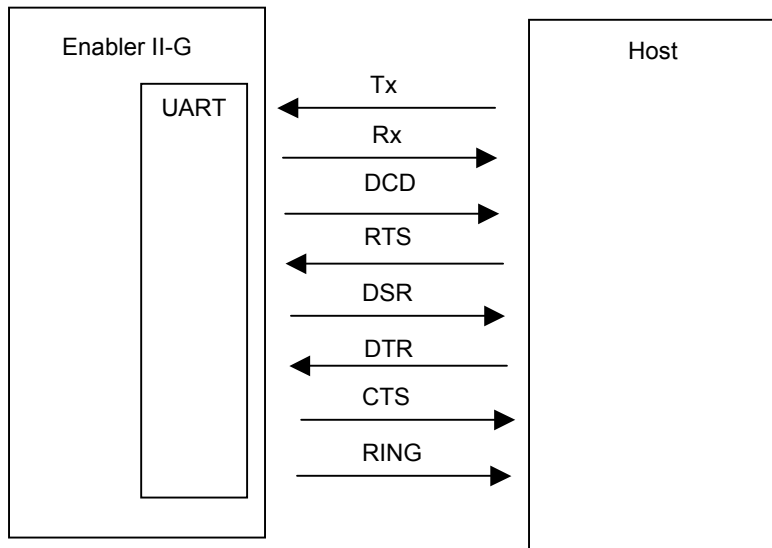 Enabler II-G
Host
UART
Tx
Rx
DCD
RTS
DSR
DTR
CTS
RING